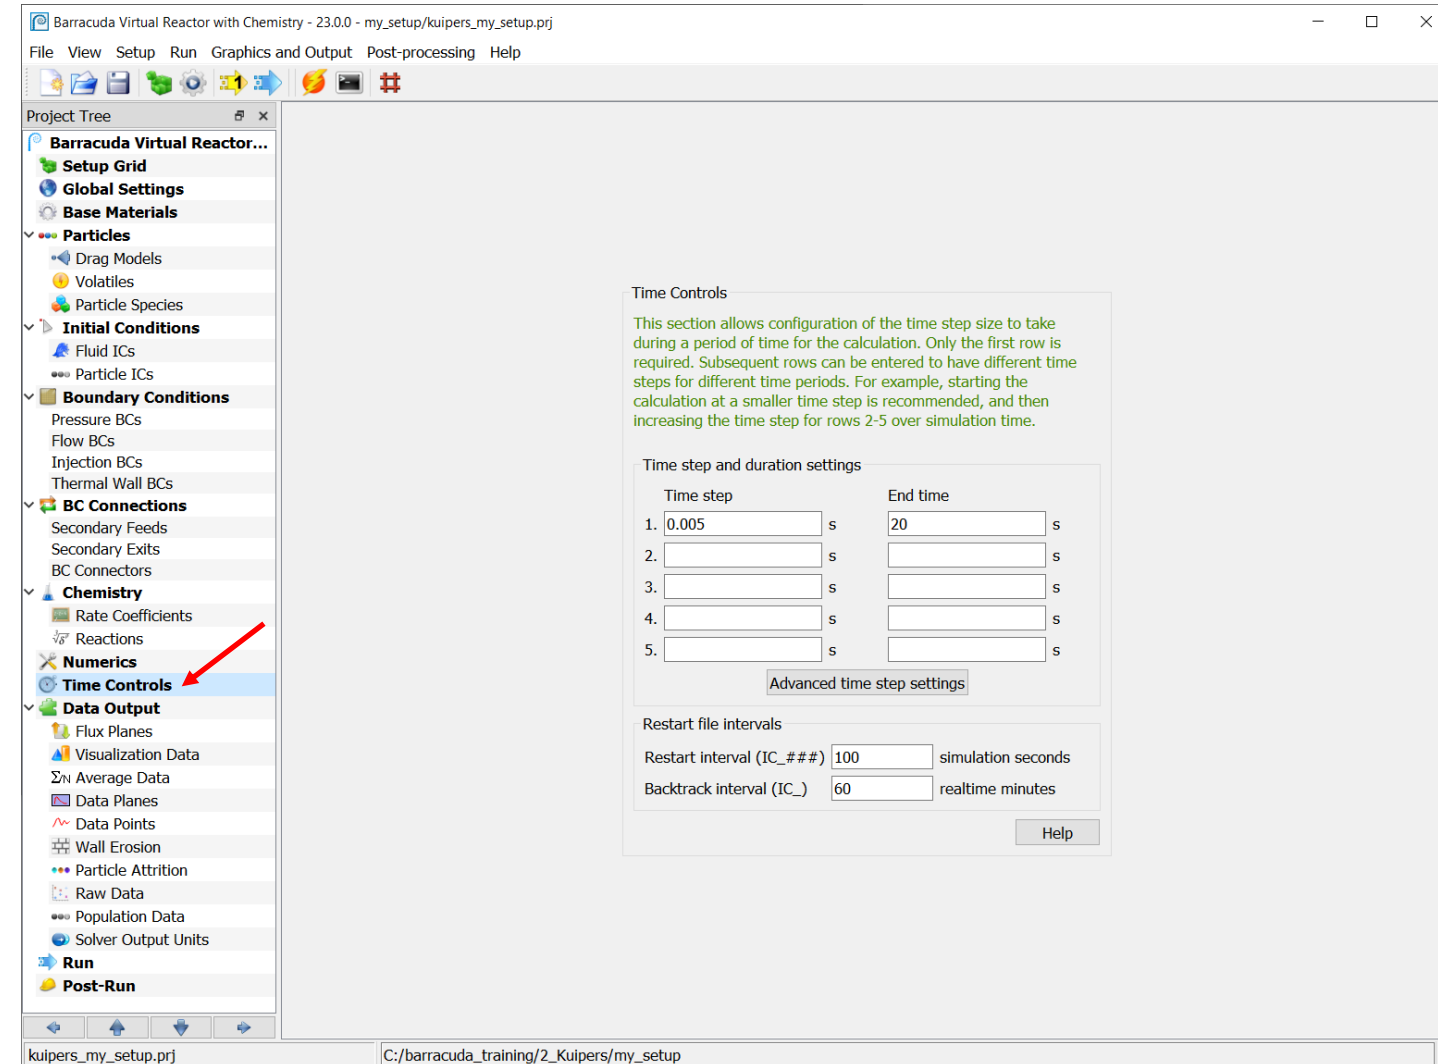 Barracuda Virtual Reactor with Chemistry - 23.0.0 - my_setup/kuipers_my_setup.prj
File View Setup Run Graphics and Output Post-processing Help
1
Project Tree
Barracuda Virtual Reactor...
Setup Grid
Global Settings
Base Materials
Particles
Drag Models
Volatiles
Particle Species
Initial Conditions
Fluid ICs
Particle ICs
Boundary Conditions
Pressure BCs
Flow BCs
Injection BCs
Thermal Wall BCs
BC Connections
Secondary Feeds
Secondary Exits
BC Connectors
Chemistry
Rate Coefficients
Reactions
Numerics
Time Controls
Data Output
Flux Planes
Visualization Data
ΣN Average Data
Data Planes
Data Points
Wall Erosion
Particle Attrition
Raw Data
Population Data
Solver Output Units
Run
Post-Run
Time Controls
This section allows configuration of the time step size to take
during a period of time for the calculation. Only the first row is
required. Subsequent rows can be entered to have different time
steps for different time periods. For example, starting the
calculation at a smaller time step is recommended, and then
increasing the time step for rows 2-5 over simulation time.
Time step and duration settings
Time step End time
1. 0.005 s 20 s
2. s s
3. s s
4. s s
5. s s
Advanced time step settings
Restart file intervals
Restart interval (IC_###) 100 simulation seconds
Backtrack interval (IC_) 60 realtime minutes
Help
kuipers_my_setup.prj C:/barracuda_training/2_Kuipers/my_setup